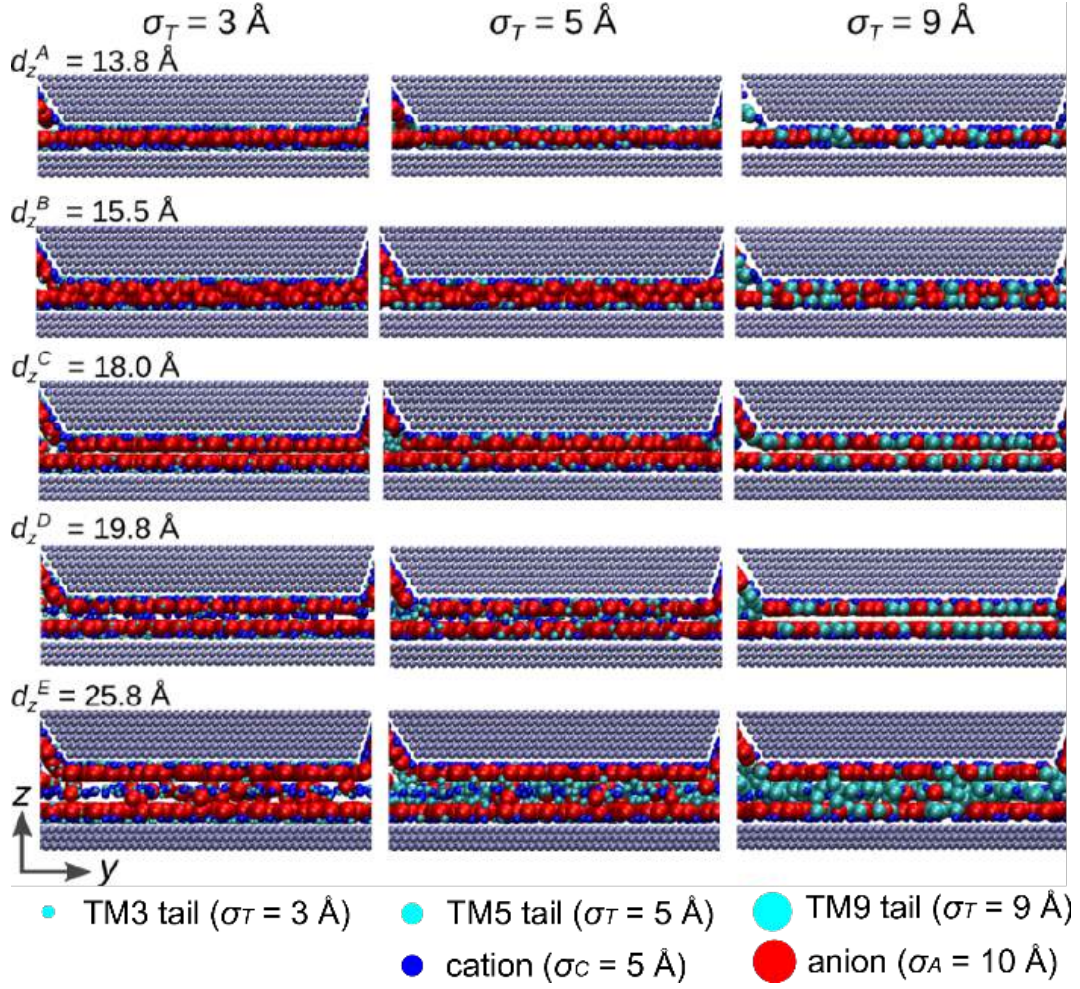 σT = 3 Å σT = 5 Å σT = 9 Å
dzA = 13.8 Å
dzB = 15.5 Å
dzC = 18.0 Å
dzD = 19.8 Å
dzE = 25.8 Å
z
y
TM3 tail (σT = 3 Å) TM5 tail (σT = 5 Å) TM9 tail (σT = 9 Å)
cation (σC = 5 Å) anion (σA = 10 Å)